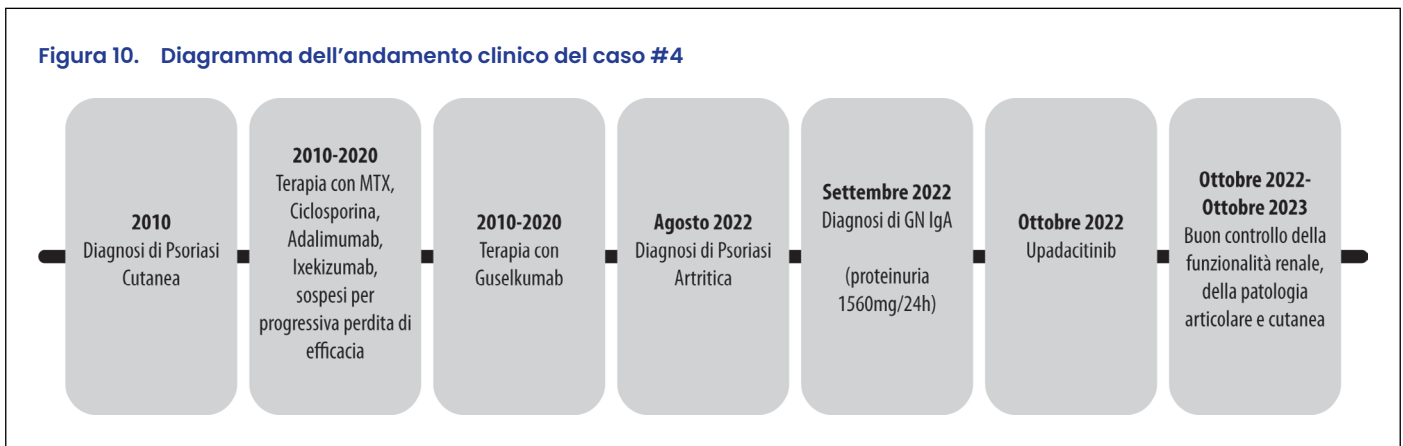 Figura 10. Diagramma dell'andamento clinico del caso #4
2010
Diagnosi di Psoriasi
Cutanea
2010-2020
Terapia con MTX,
Ciclosporina,
Adalimumab,
Ixekizumab,
sospesi per
progressiva perdita di
efficacia
2010-2020
Terapia con
Guselkumab
Agosto 2022
Diagnosi di Psoriasi
Artritica
Settembre 2022
Diagnosi di GN IgA
(proteinuria
1560mg/24h)
Ottobre 2022
Upadacitinib
Ottobre 2022-
Ottobre 2023
Buon controllo della
funzionalità renale,
della patologia
articolare e cutanea